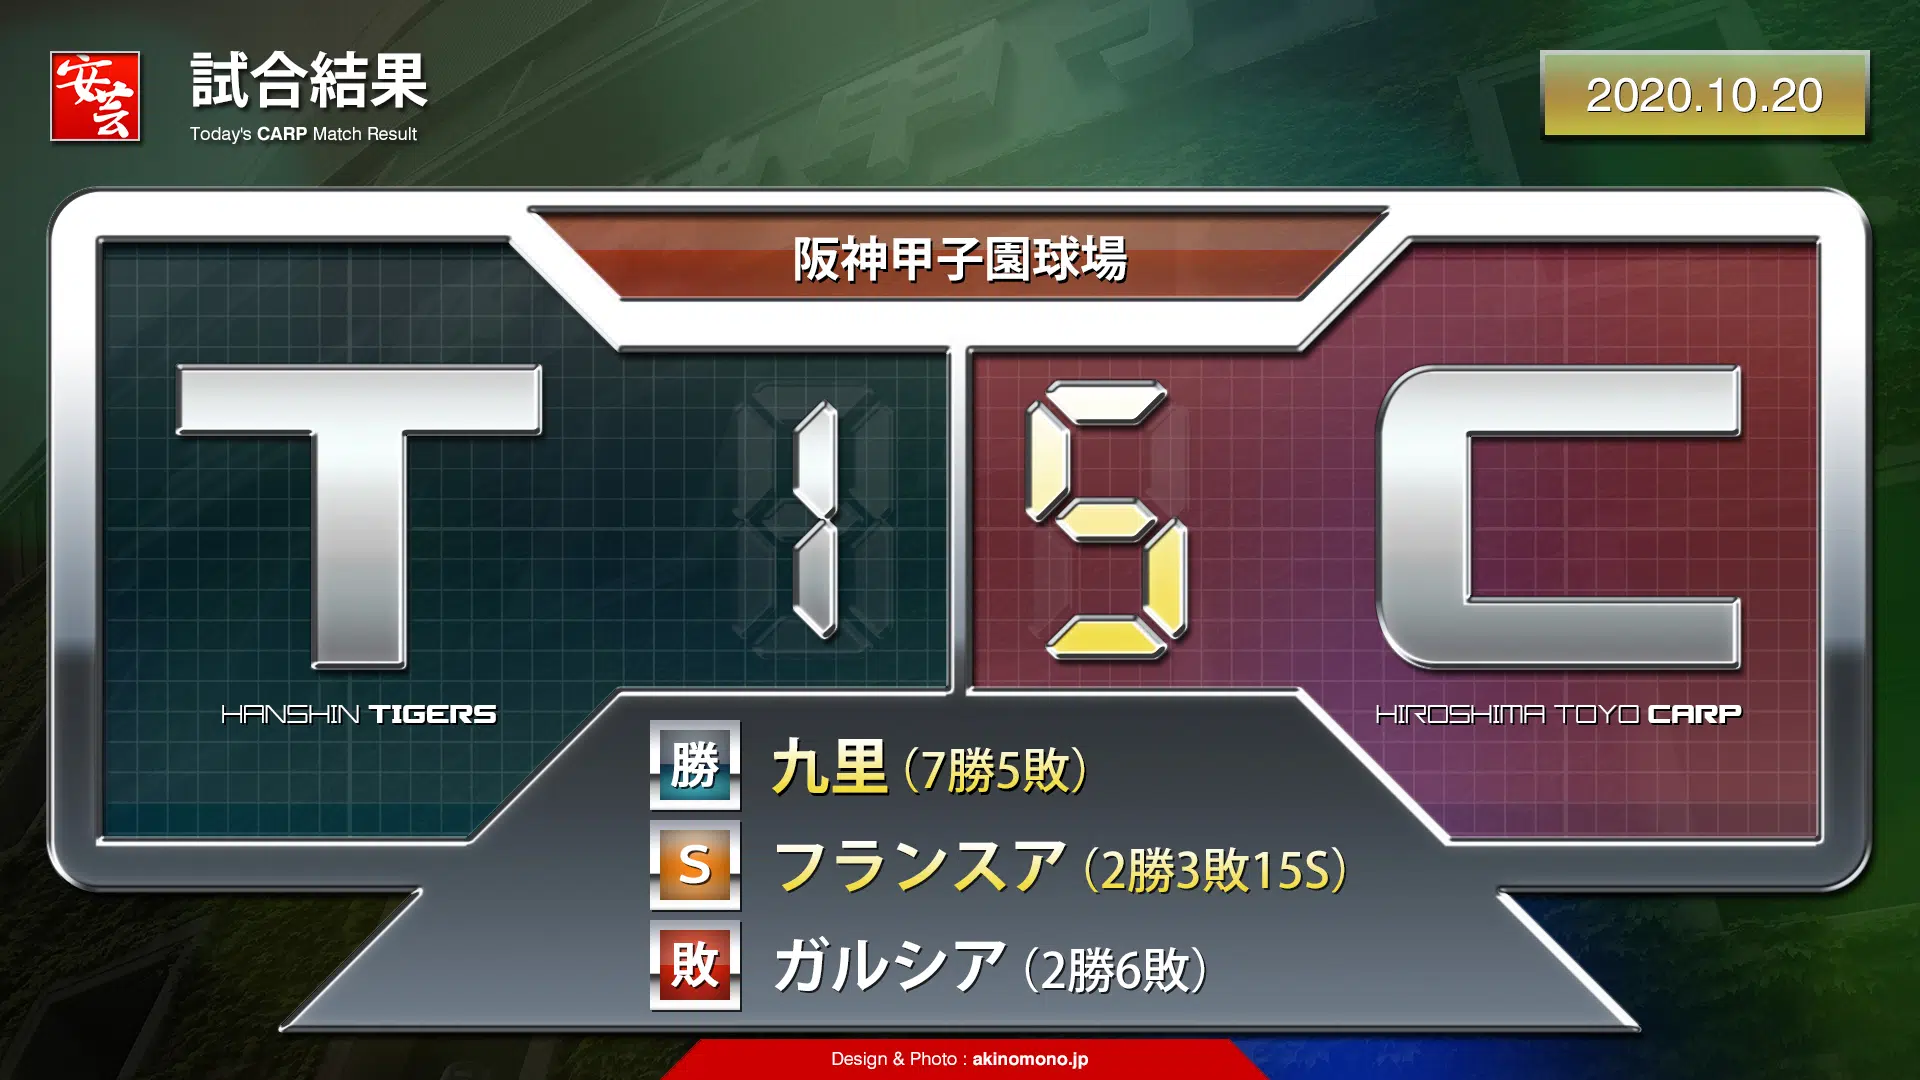 安芸
試合結果
Today's CARP Match Result
2020.10.20
阪神甲子園球場
T 1 5 C
HANSHIN TIGERS
HIROSHIMA TOYO CARP
勝 九里（7勝5敗）
S フランスア（2勝3敗15S）
敗 ガルシア（2勝6敗）
Design & Photo : akinomono.jp